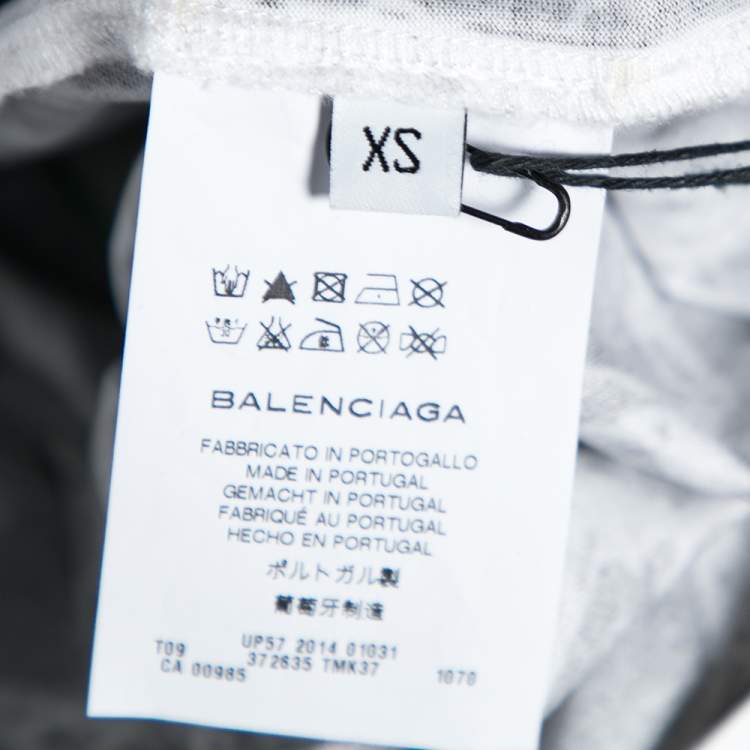 XS
BALENCIAGA
FABBRICATO IN PORTOGALLO
MADE IN PORTUGAL
GEMACHT IN PORTUGAL
FABRIQUÉ AU PORTUGAL
HECHO EN PORTUGAL
ポルトガル製
葡萄牙制造
T09 UP57 2014 01031
CA 00985 372635 TMK37 1070